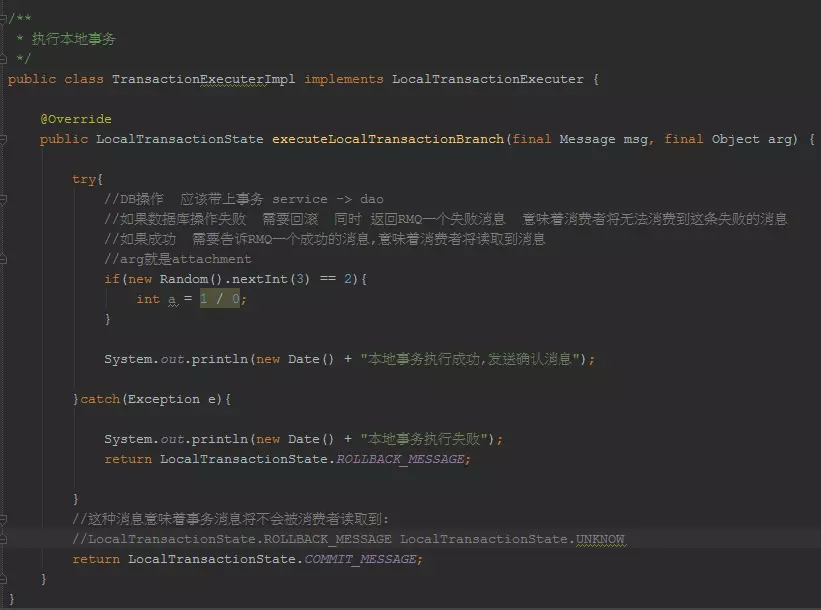 /**
 * 执行本地事务
 */
public class TransactionExecuterImpl implements LocalTransactionExecuter {
@Override
public LocalTransactionState executeLocalTransactionBranch(final Message msg, final Object arg) {
try{
//DB操作 应该带上事务 service -> dao
//如果数据库操作失败 需要回滚 同时 返回RMQ一个失败消息 意味着消费者将无法消费到这条失败的消息
//如果成功 需要告诉RMQ一个成功的消息,意味着消费者将读取到消息
//arg就是attachment
if(new Random().nextInt(3) == 2){
int a = 1 / 0;
}
System.out.println(new Date() + "本地事务执行成功,发送确认消息");
}catch(Exception e){
System.out.println(new Date() + "本地事务执行失败");
return LocalTransactionState.ROLLBACK_MESSAGE;
}
//这种消息意味着事务消息将不会被消费者读取到:
//LocalTransactionState.ROLLBACK_MESSAGE LocalTransactionState.UNKNOW
return LocalTransactionState.COMMIT_MESSAGE;
}
}